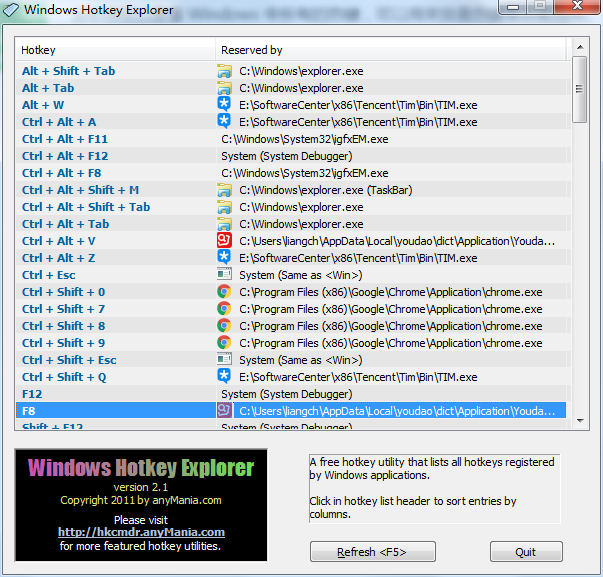 Windows Hotkey Explorer
Hotkey Reserved by
Alt + Shift + Tab C:\Windows\explorer.exe
Alt + Tab C:\Windows\explorer.exe
Alt + W E:\SoftwareCenter\x86\Tencent\Tim\Bin\TIM.exe
Ctrl + Alt + A E:\SoftwareCenter\x86\Tencent\Tim\Bin\TIM.exe
Ctrl + Alt + F11 C:\Windows\System32\igfxEM.exe
Ctrl + Alt + F12 System (System Debugger)
Ctrl + Alt + F8 C:\Windows\System32\igfxEM.exe
Ctrl + Alt + Shift + M C:\Windows\explorer.exe (TaskBar)
Ctrl + Alt + Shift + Tab C:\Windows\explorer.exe
Ctrl + Alt + Tab C:\Windows\explorer.exe
Ctrl + Alt + V C:\Users\liangch\AppData\Local\youdao\dict\Application\Youda...
Ctrl + Alt + Z E:\SoftwareCenter\x86\Tencent\Tim\Bin\TIM.exe
Ctrl + Esc System (Same as <Win>)
Ctrl + Shift + 0 C:\Program Files (x86)\Google\Chrome\Application\chrome.exe
Ctrl + Shift + 7 C:\Program Files (x86)\Google\Chrome\Application\chrome.exe
Ctrl + Shift + 8 C:\Program Files (x86)\Google\Chrome\Application\chrome.exe
Ctrl + Shift + 9 C:\Program Files (x86)\Google\Chrome\Application\chrome.exe
Ctrl + Shift + Esc System (Same as <Win>)
Ctrl + Shift + Q E:\SoftwareCenter\x86\Tencent\Tim\Bin\TIM.exe
F12 System (System Debugger)
F8 C:\Users\liangch\AppData\Local\youdao\dict\Application\Youda...
Shift + F12 System (System Debugger)
Windows Hotkey Explorer
version 2.1
Copyright 2011 by anyMania.com
Please visit
http://hkcmdr.anyMania.com
for more featured hotkey utilities.
A free hotkey utility that lists all hotkeys registered
by Windows applications.
Click in hotkey list header to sort entries by
columns.
Refresh <F5>
Quit